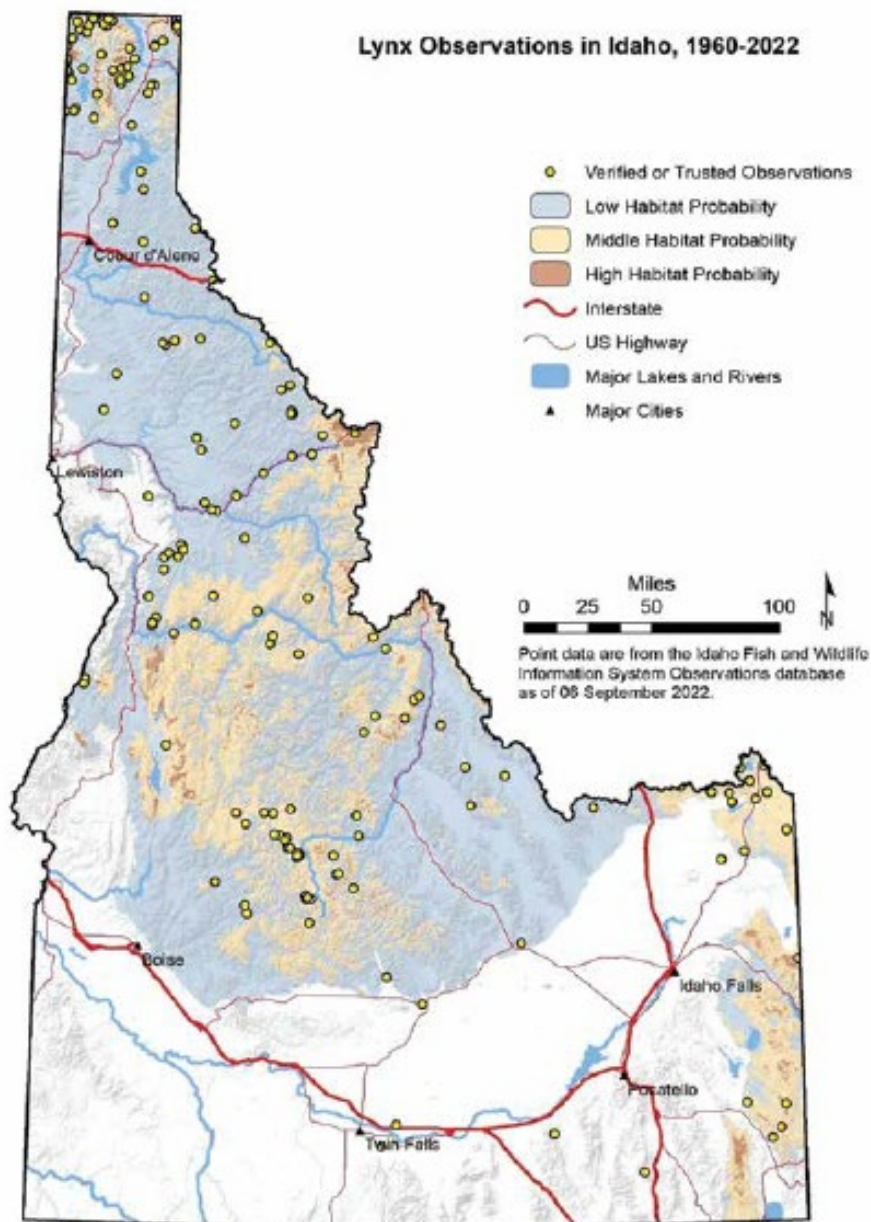 Lynx Observations in Idaho, 1960-2022
Verified or Trusted Observations
Low Habitat Probability
Middle Habitat Probability
High Habitat Probability
Interstate
US Highway
Major Lakes and Rivers
Major Cities
Coeur d'Alene
Lewiston
Miles
0 25 50 100
N
Point data are from the Idaho Fish and Wildlife
Information System Observations database
as of 06 September 2022.
Boise
Idaho Falls
Pocatello
Twin Falls